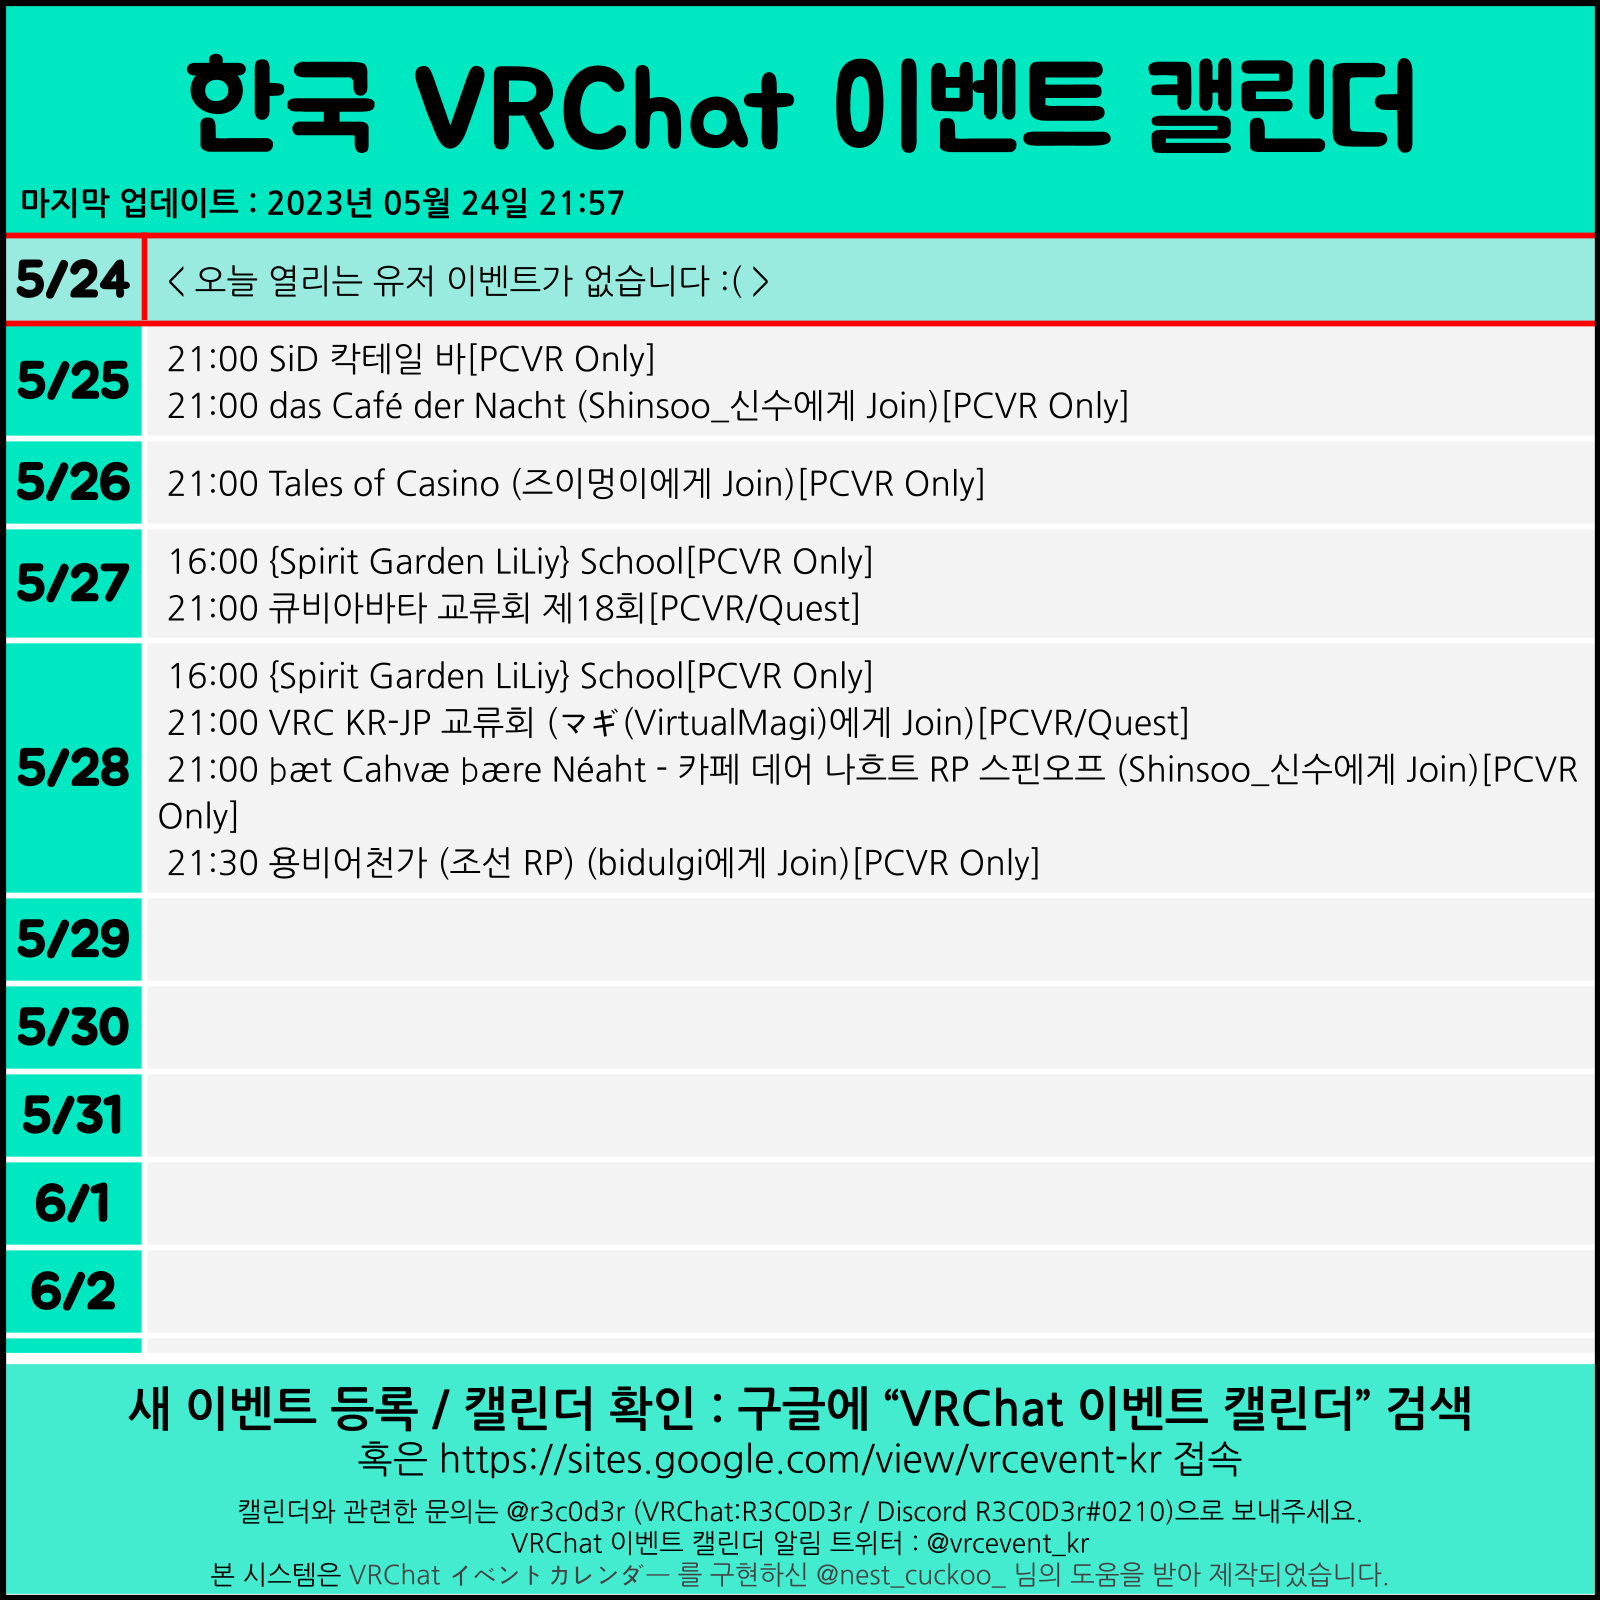 한국 VRChat 이벤트 캘린더
마지막 업데이트 : 2023년 05월 24일 21:57
5/24
< 오늘 열리는 유저 이벤트가 없습니다 :( >
5/25
21:00 SiD 칵테일 바[PCVR Only]
21:00 das Café der Nacht (Shinsoo_신수에게 Join)[PCVR Only]
5/26
21:00 Tales of Casino (즈이멍이에게 Join)[PCVR Only]
5/27
16:00 {Spirit Garden LiLiy} School[PCVR Only]
21:00 큐비아바타 교류회 제18회[PCVR/Quest]
5/28
16:00 {Spirit Garden LiLiy} School[PCVR Only]
21:00 VRC KR-JP 교류회 (マギ(VirtualMagi)에게 Join)[PCVR/Quest]
21:00 þæt Cahvæ þære Néaht - 카페 데어 나흐트 RP 스핀오프 (Shinsoo_신수에게 Join)[PCVR
Only]
21:30 용비어천가 (조선 RP) (bidulgi에게 Join)[PCVR Only]
5/29
5/30
5/31
6/1
6/2
새 이벤트 등록 / 캘린더 확인 : 구글에 “VRChat 이벤트 캘린더” 검색
혹은 https://sites.google.com/view/vrcevent-kr 접속
캘린더와 관련한 문의는 @r3c0d3r (VRChat:R3C0D3r / Discord R3C0D3r#0210)으로 보내주세요.
VRChat 이벤트 캘린더 알림 트위터 : @vrcevent_kr
본 시스템은 VRChat イベントカレンダー 를 구현하신 @nest_cuckoo_ 님의 도움을 받아 제작되었습니다.